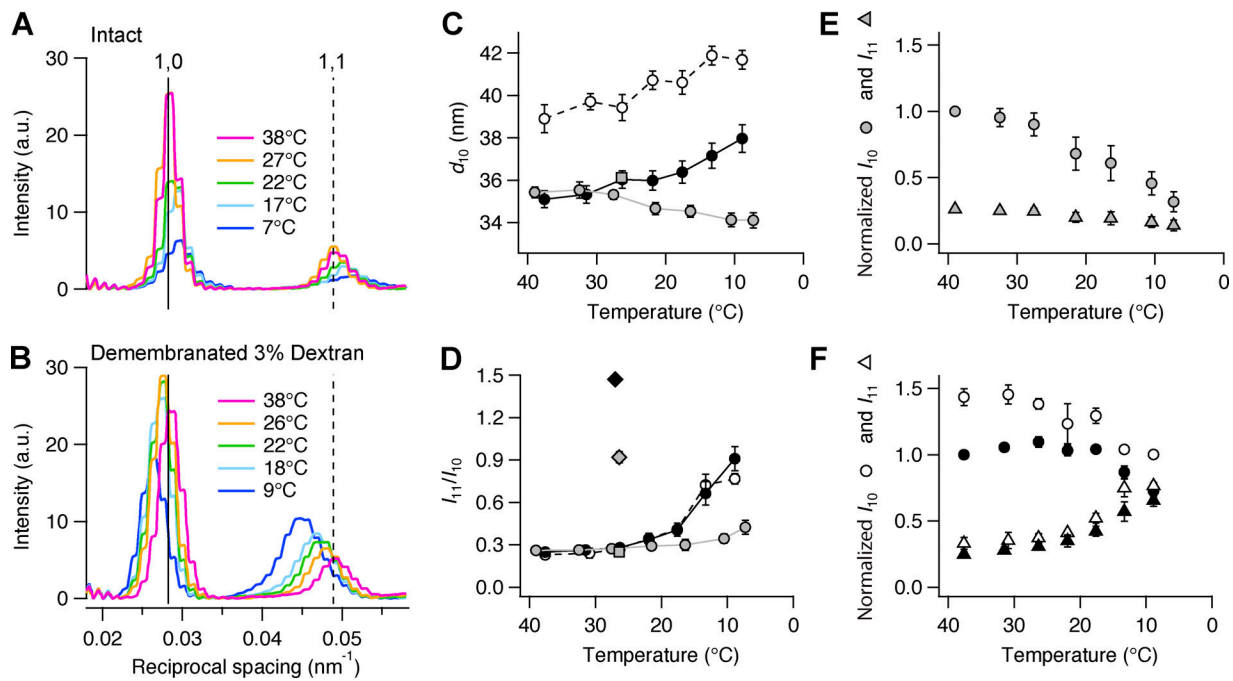 A
Intact
1,0
1,1
30
20
10
0
Intensity (a.u.)
38°C
27°C
22°C
17°C
7°C
B
Demembranated 3% Dextran
30
20
10
0
Intensity (a.u.)
38°C
26°C
22°C
18°C
9°C
0.02
0.03
0.04
0.05
Reciprocal spacing (nm-1)
C
42
40
38
36
34
d10 (nm)
40
30
20
10
0
Temperature (°C)
D
1.5
1.2
0.9
0.6
0.3
0.0
I11/I10
40
30
20
10
0
Temperature (°C)
E
1.5
1.0
0.5
0.0
Normalized I10 and I11
40
30
20
10
0
Temperature (°C)
F
1.5
1.0
0.5
0.0
Normalized I10 and I11
40
30
20
10
0
Temperature (°C)